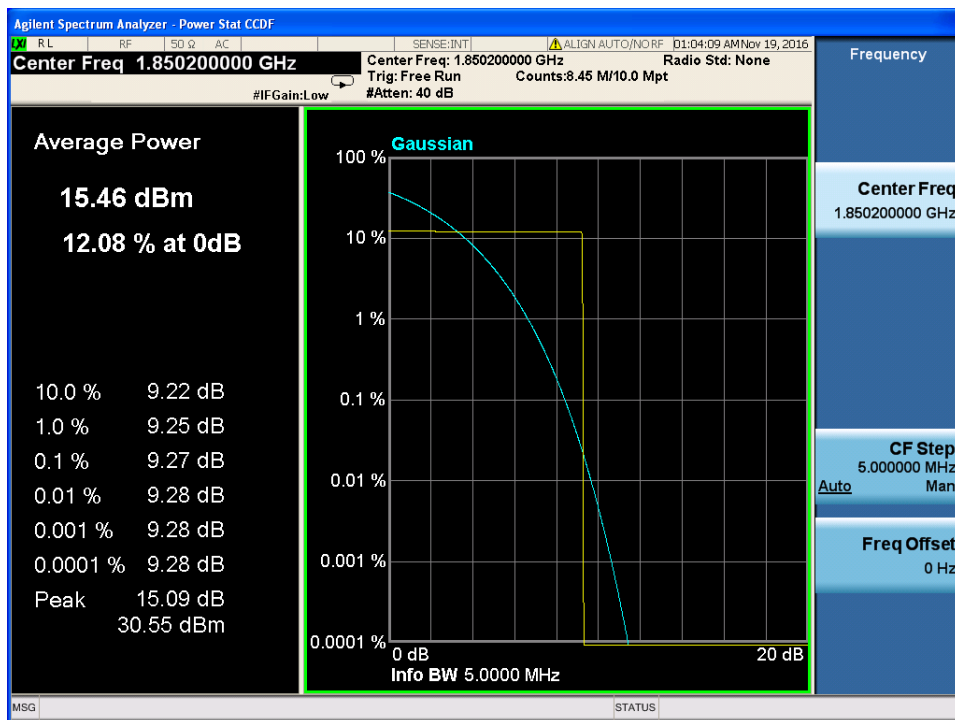 Agilent Spectrum Analyzer - Power Stat CCDF
LXI RL RF 50 Ω AC SENSE:INT ALIGN AUTO/NO RF 01:04:09 AM Nov 19, 2016
Center Freq 1.850200000 GHz
Center Freq: 1.850200000 GHz Radio Std: None
Trig: Free Run Counts:8.45 M/10.0 Mpt
#IFGain:Low #Atten: 40 dB
Average Power
15.46 dBm
12.08 % at 0dB
10.0 % 9.22 dB
1.0 % 9.25 dB
0.1 % 9.27 dB
0.01 % 9.28 dB
0.001 % 9.28 dB
0.0001 % 9.28 dB
Peak 15.09 dB
30.55 dBm
Gaussian
100 %
10 %
1 %
0.1 %
0.01 %
0.001 %
0.0001 %
0 dB 20 dB
Info BW 5.0000 MHz
Frequency
Center Freq
1.850200000 GHz
CF Step
5.000000 MHz
Auto Man
Freq Offset
0 Hz
MSG STATUS